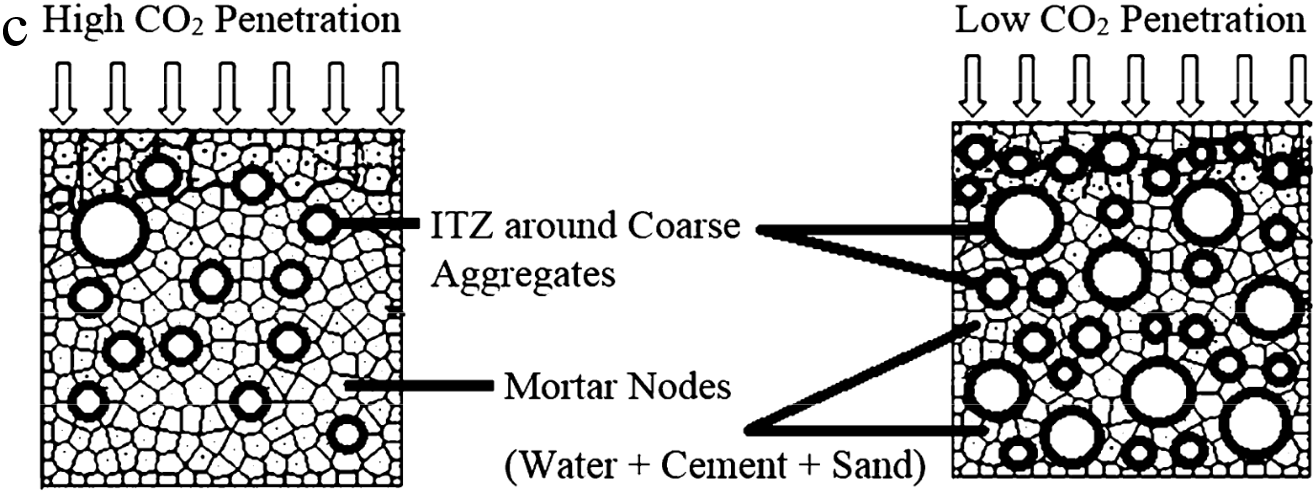 c
High CO₂ Penetration
Low CO₂ Penetration
ITZ around Coarse
Aggregates
Mortar Nodes
(Water + Cement + Sand)